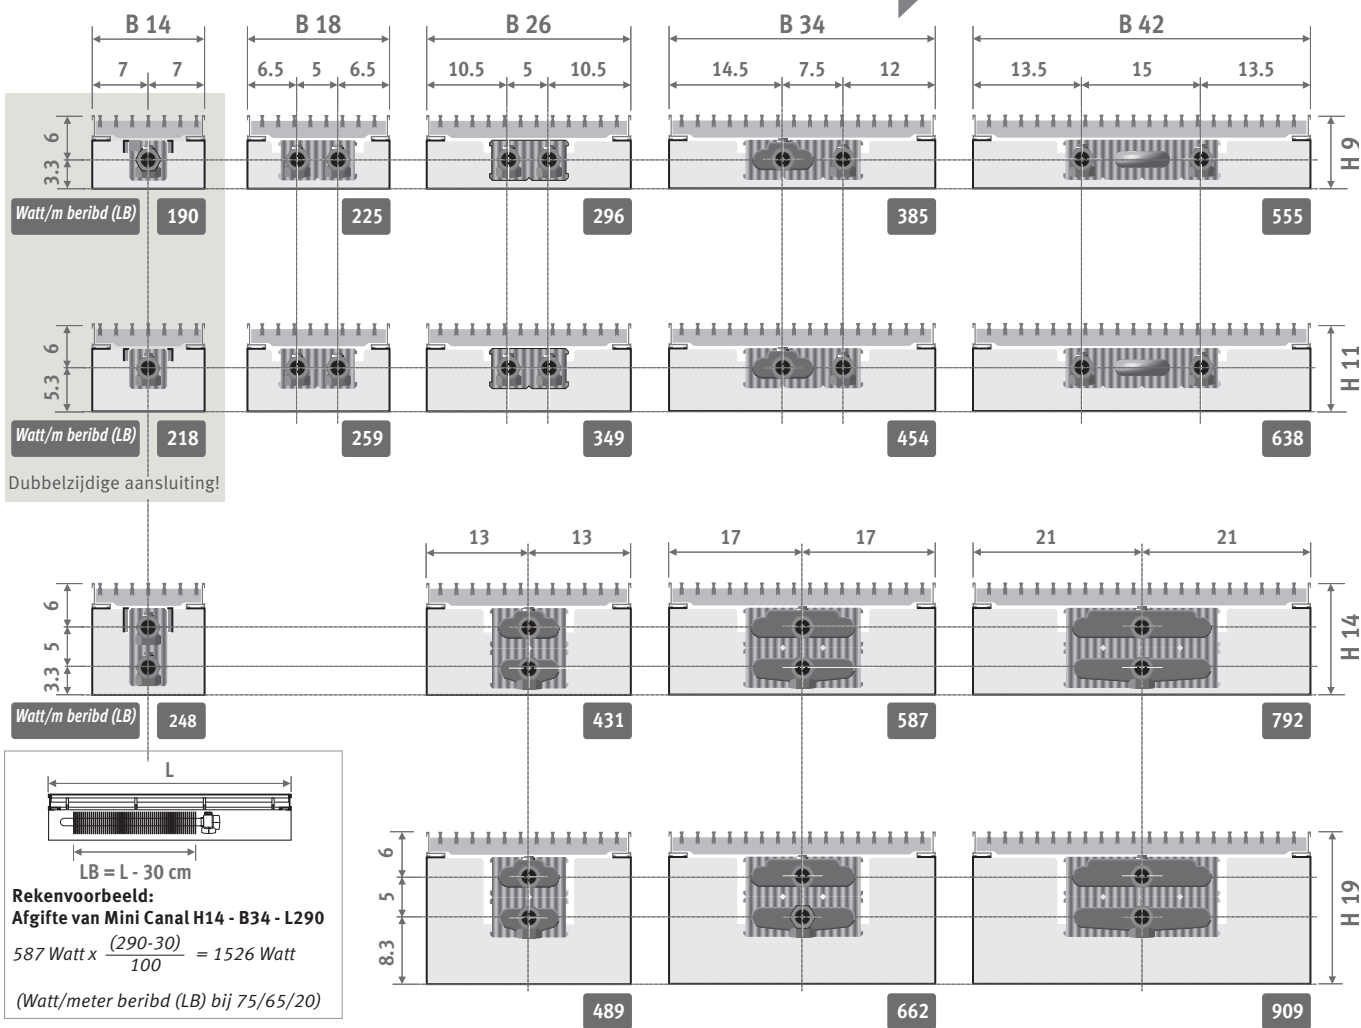 B 14 B 18 B 26 B 34 B 42
7 7 6.5 5 6.5 10.5 5 10.5 14.5 7.5 12 13.5 15 13.5
6
3.3
H 9
Watt/m beribd (LB) 190 225 296 385 555
6
5.3
H 11
Watt/m beribd (LB) 218 259 349 454 638
Dubbelzijdige aansluiting!
13 13 17 17 21 21
6
5
3.3
H 14
Watt/m beribd (LB) 248 431 587 792
L
LB = L - 30 cm
Rekenvoorbeeld:
Afgifte van Mini Canal H14 - B34 - L290
587 Watt x (290-30) / 100 = 1526 Watt
(Watt/meter beribd (LB) bij 75/65/20)
6
5
8.3
H 19
489 662 909